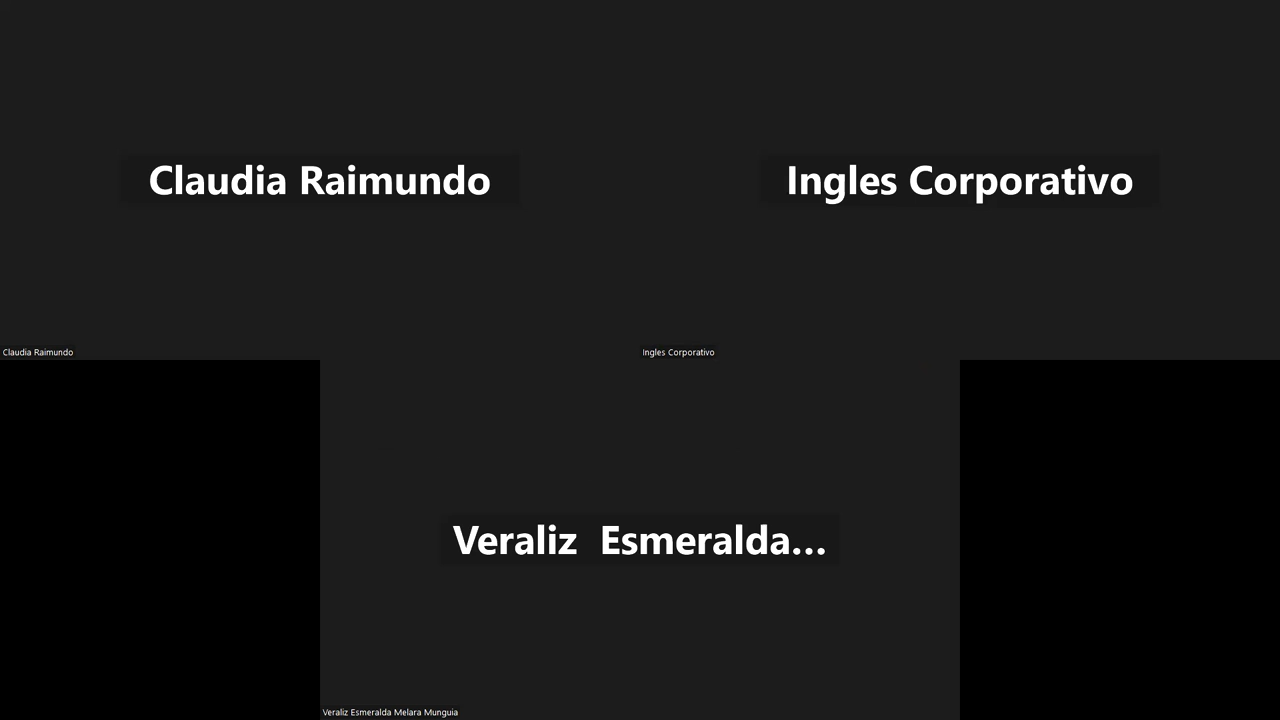 Claudia Raimundo
Ingles Corporativo
Claudia Raimundo
Ingles Corporativo
Veraliz  Esmeralda...
Veraliz Esmeralda Melara Munguia